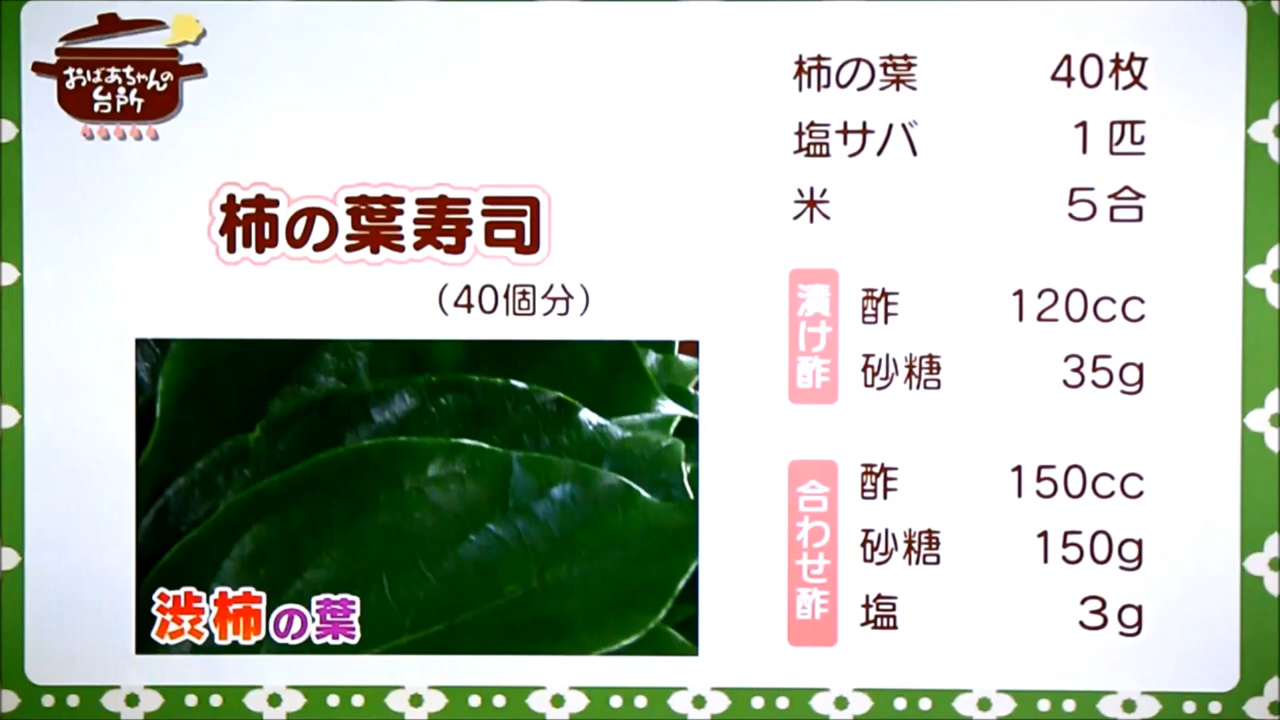 おばあちゃんの
台所
柿の葉寿司
（40個分）
渋柿の葉
柿の葉 40枚
塩サバ 1匹
米 5合
漬け酢
酢 120cc
砂糖 35g
合わせ酢
酢 150cc
砂糖 150g
塩 3g